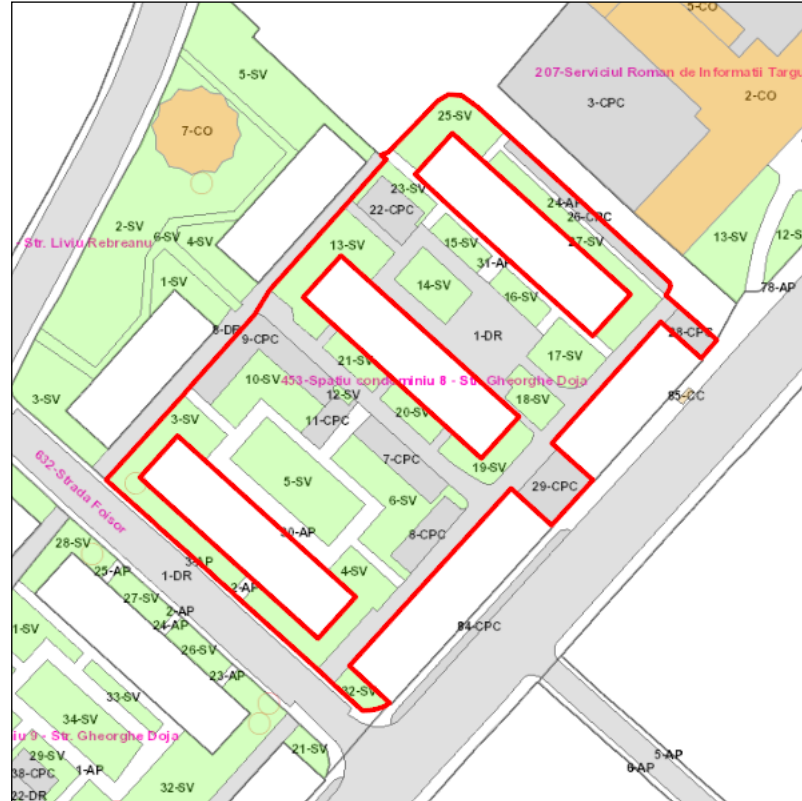 5-CO
5-SV
207-Serviciul Roman de Informatii Targu
2-CO
3-CPC
25-SV
7-CO
23-SV
24-AP
22-CPC
26-CPC
2-SV
15-SV
27-SV
13-SV
12-S
- Str. Liviu Rebreanu
6-SV
4-SV
13-SV
31-AP
1-SV
14-SV
16-SV
78-AP
8-DR
9-CPC
1-DR
28-CPC
17-SV
21-SV
10-SV
453-Spatiu condominiu 8 - Str. Gheorghe Doja
3-SV
12-SV
18-SV
85-CC
20-SV
3-SV
11-CPC
7-CPC
19-SV
632-Strada Foisor
5-SV
29-CPC
6-SV
30-AP
8-CPC
28-SV
3-AP
25-AP
1-DR
4-SV
2-AP
27-SV
2-AP
24-AP
84-CPC
1-SV
26-SV
23-AP
33-SV
32-SV
34-SV
iu 9 - Str. Gheorghe Doja
29-SV
21-SV
5-AP
1-AP
38-CPC
6-AP
32-SV
22-DR